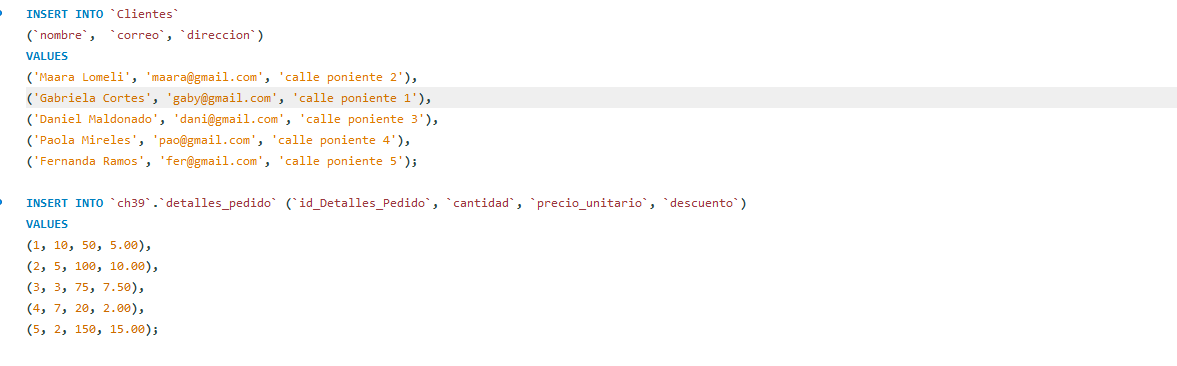 INSERT INTO `Clientes`
(`nombre`,  `correo`, `direccion`)
VALUES
('Maara Lomeli', 'maara@gmail.com', 'calle poniente 2'),
('Gabriela Cortes', 'gaby@gmail.com', 'calle poniente 1'),
('Daniel Maldonado', 'dani@gmail.com', 'calle poniente 3'),
('Paola Mireles', 'pao@gmail.com', 'calle poniente 4'),
('Fernanda Ramos', 'fer@gmail.com', 'calle poniente 5');
INSERT INTO `ch39`.`detalles_pedido` (`id_Detalles_Pedido`, `cantidad`, `precio_unitario`, `descuento`)
VALUES
(1, 10, 50, 5.00),
(2, 5, 100, 10.00),
(3, 3, 75, 7.50),
(4, 7, 20, 2.00),
(5, 2, 150, 15.00);